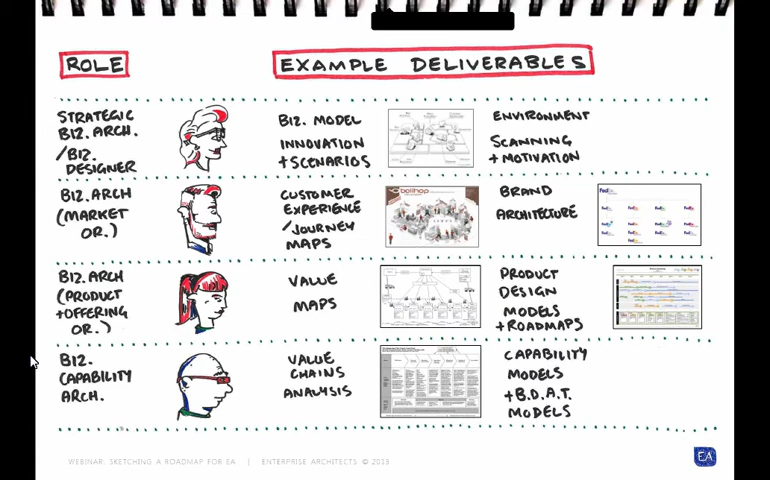 ROLE
EXAMPLE DELIVERABLES
STRATEGIC
BIZ. ARCH.
/BIZ.
DESIGNER
BIZ. MODEL
INNOVATION
+SCENARIOS
ENVIRONMENT
SCANNING
+ MOTIVATION
BIZ. ARCH
(MARKET
OR.)
CUSTOMER
EXPERIENCE
/JOURNEY
MAPS
bellhop
BRAND
ARCHITECTURE
FedEx
BIZ. ARCH
(PRODUCT
+OFFERING
OR.)
VALUE
MAPS
PRODUCT
DESIGN
MODELS
+ROADMAPS
BIZ.
CAPABILITY
ARCH.
VALUE
CHAINS
ANALYSIS
CAPABILITY
MODELS
+B.D.A.T.
MODELS
WEBINAR: SKETCHING A ROADMAP FOR EA | ENTERPRISE ARCHITECTS © 2013
EA